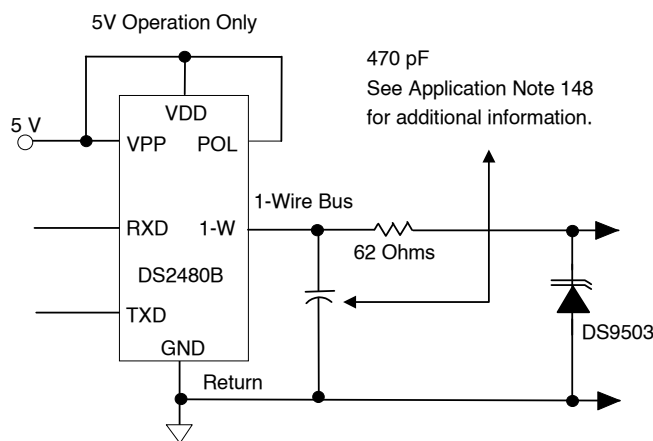 5V Operation Only
470 pF
See Application Note 148
for additional information.
VDD
5 V
VPP
POL
1-Wire Bus
RXD
1-W
62 Ohms
DS2480B
TXD
DS9503
GND
Return